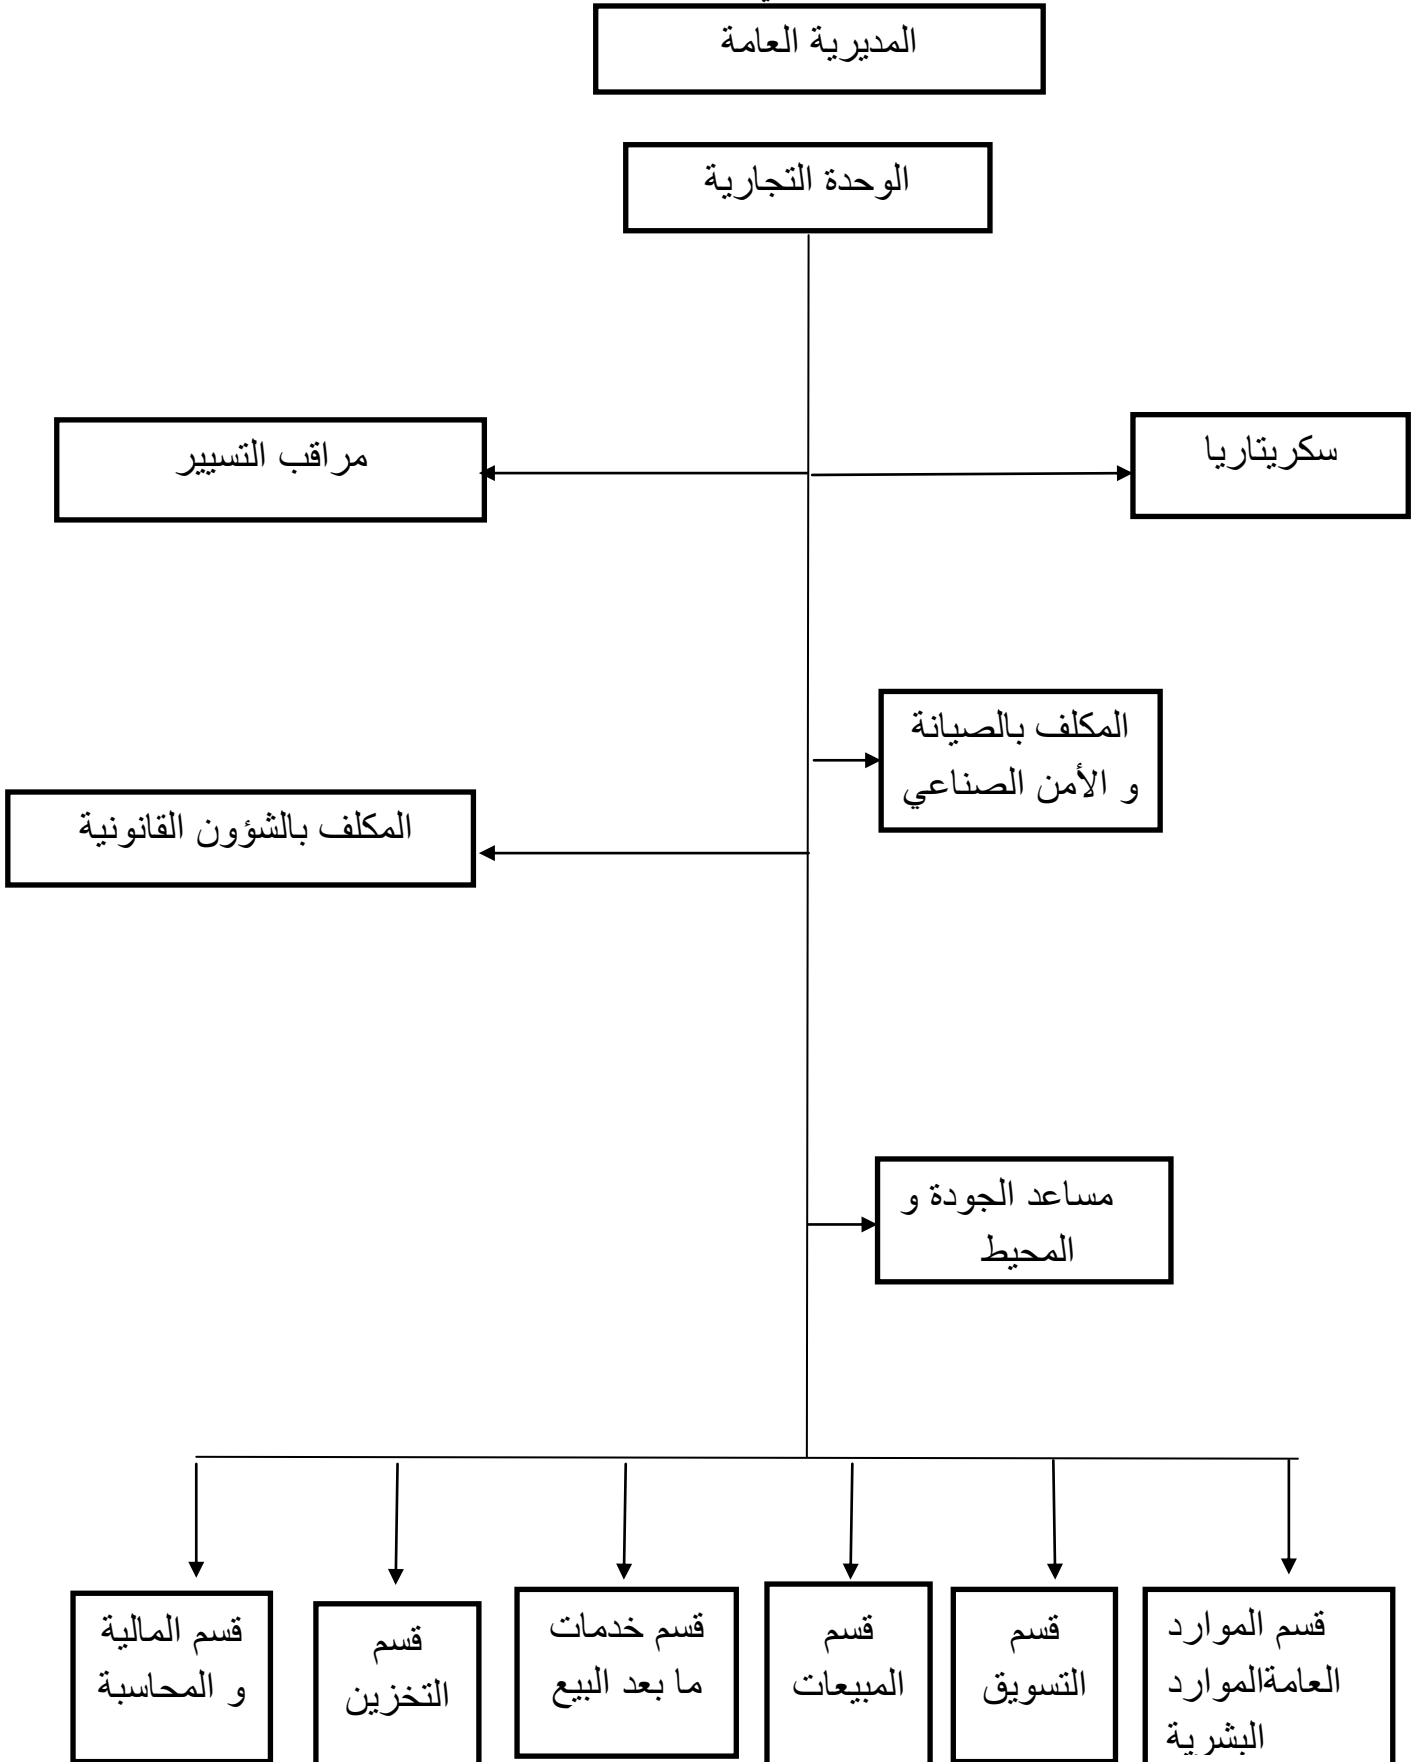 المديرية العامة
الوحدة التجارية
سكريتاريا
مراقب التسيير
المكلف بالصيانة
و الأمن الصناعي
المكلف بالشؤون القانونية
مساعد الجودة و
المحيط
قسم الموارد
العامةالموارد
البشرية
قسم
التسويق
قسم
المبيعات
قسم خدمات
ما بعد البيع
قسم
التخزين
قسم المالية
و المحاسبة